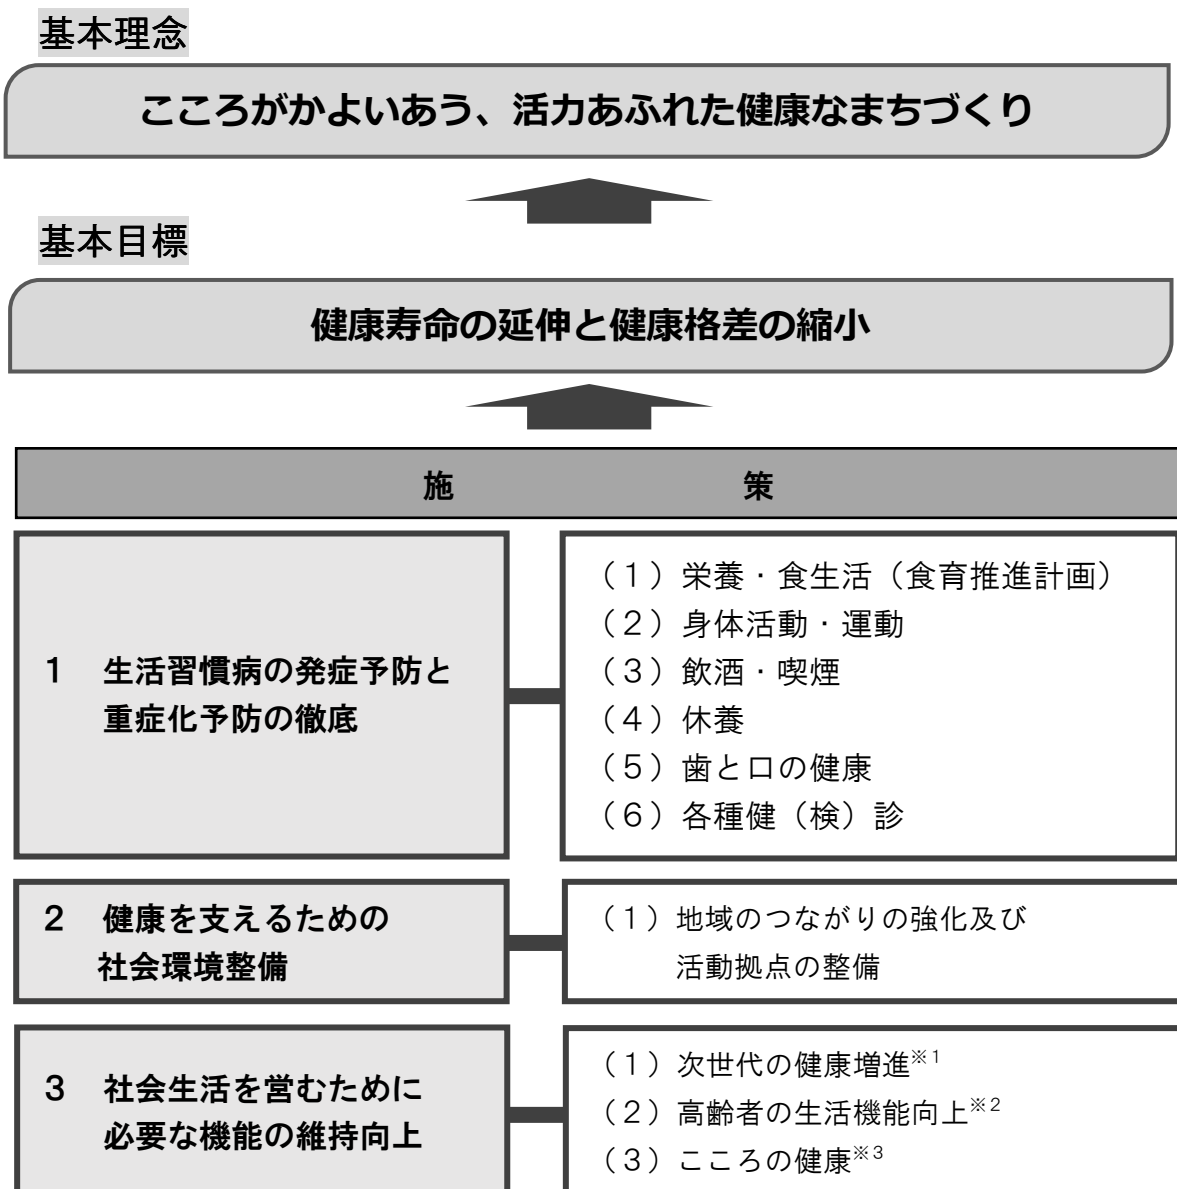 基本理念
こころがかよいあう、活力あふれた健康なまちづくり
基本目標
健康寿命の延伸と健康格差の縮小
施　　　　　　　　　　策
1　生活習慣病の発症予防と
重症化予防の徹底
（１）栄養・食生活（食育推進計画）
（２）身体活動・運動
（３）飲酒・喫煙
（４）休養
（５）歯と口の健康
（６）各種健（検）診
2　健康を支えるための
社会環境整備
（１）地域のつながりの強化及び
活動拠点の整備
3　社会生活を営むために
必要な機能の維持向上
（１）次世代の健康増進※1
（２）高齢者の生活機能向上※2
（３）こころの健康※3